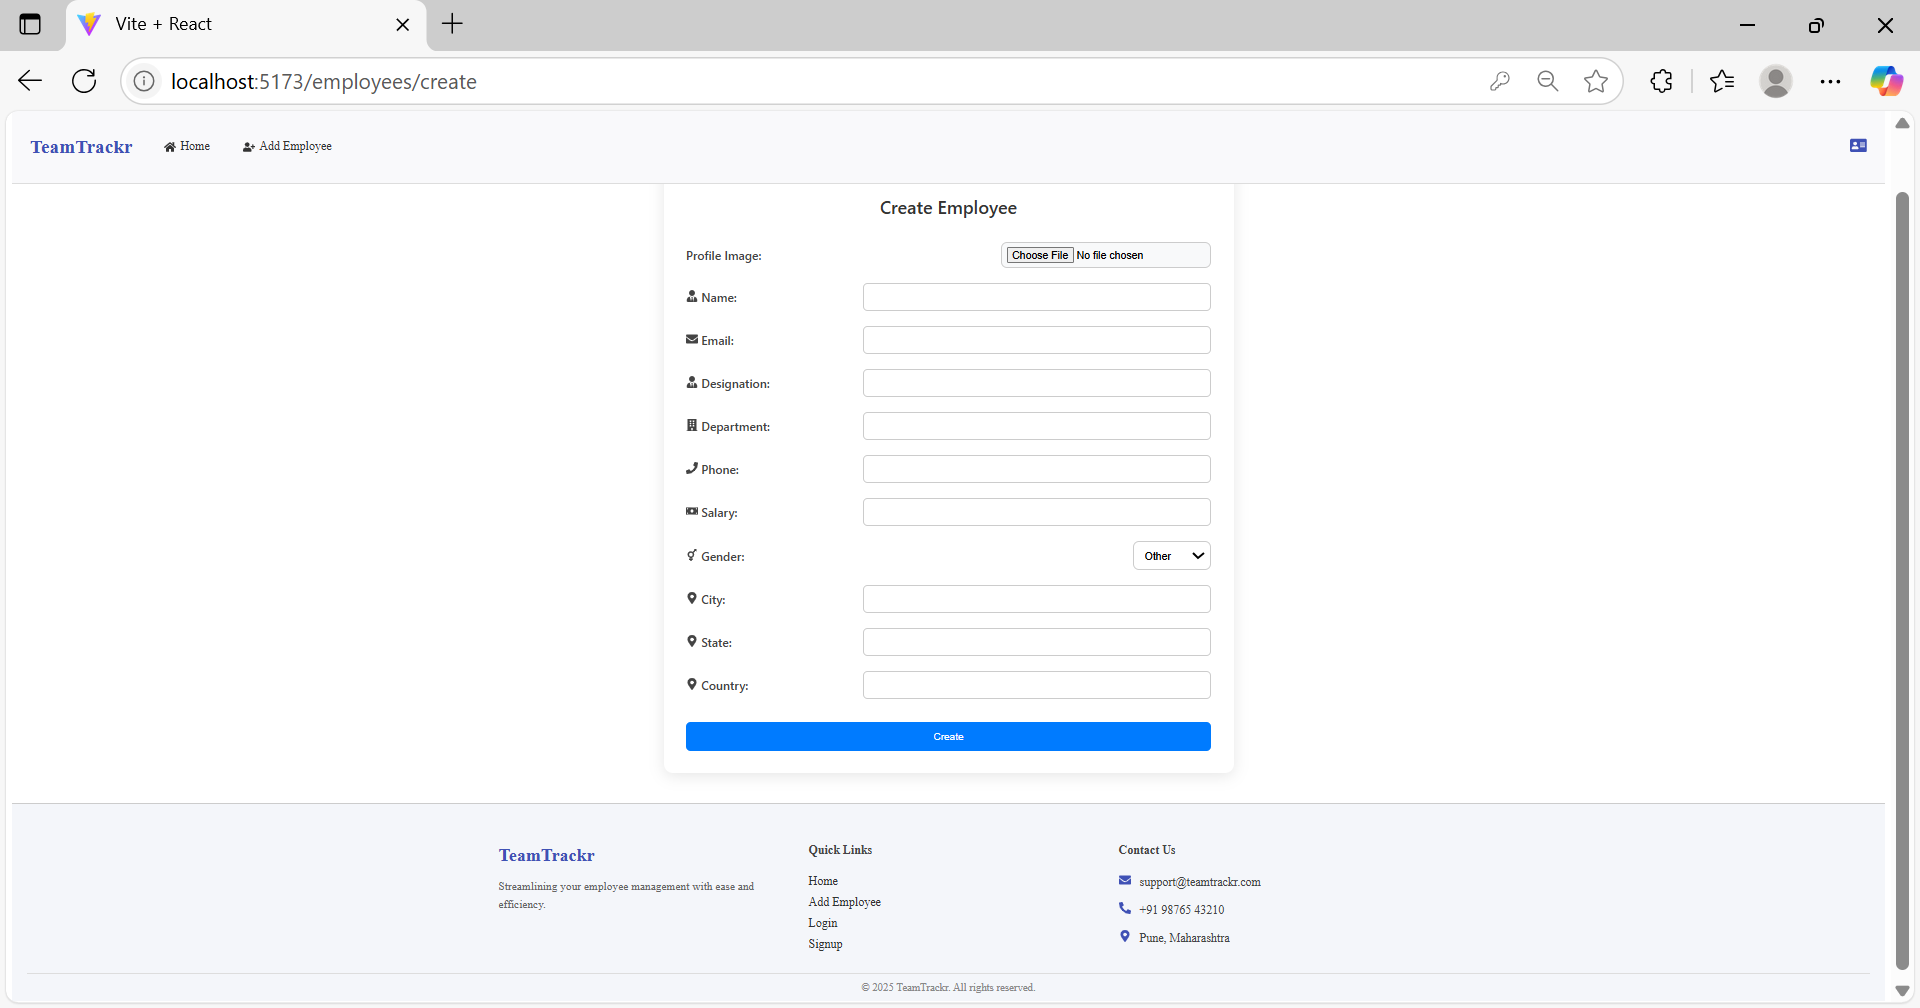 Vite + React
localhost:5173/employees/create
TeamTrackr Home Add Employee
Create Employee
Profile Image: Choose File No file chosen
Name:
Email:
Designation:
Department:
Phone:
Salary:
Gender: Other
City:
State:
Country:
Create
TeamTrackr
Streamlining your employee management with ease and
efficiency.
Quick Links
Home
Add Employee
Login
Signup
Contact Us
support@teamtrackr.com
+91 98765 43210
Pune, Maharashtra
© 2025 TeamTrackr. All rights reserved.